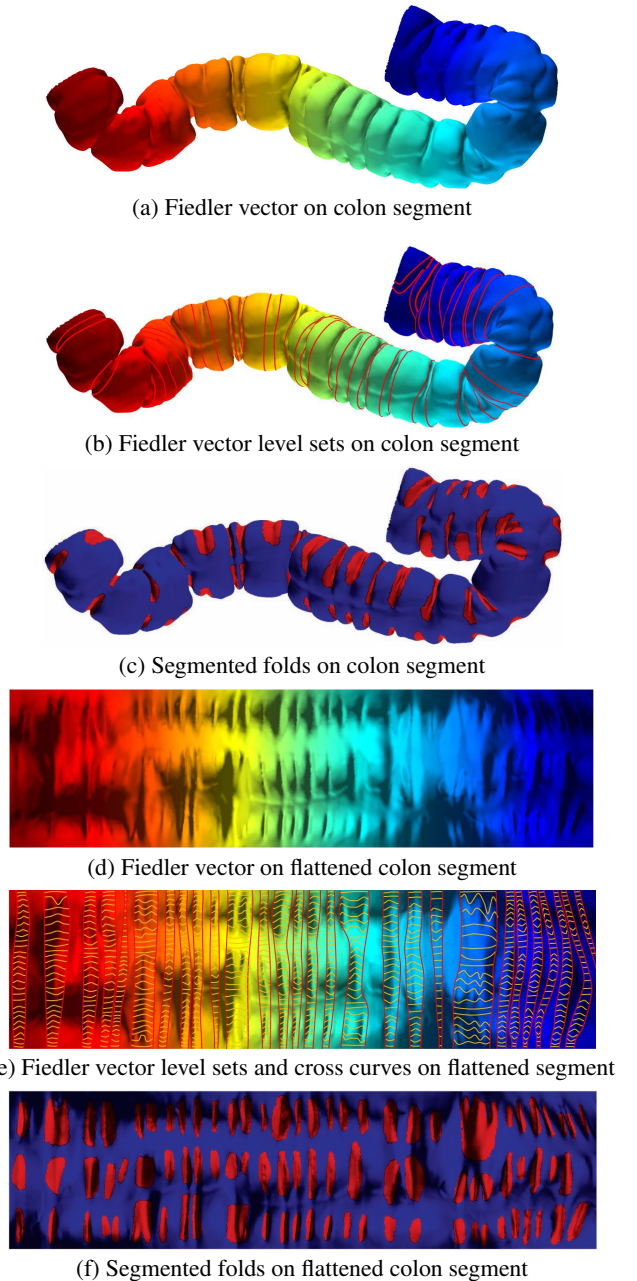 (a) Fiedler vector on colon segment
(b) Fiedler vector level sets on colon segment
(c) Segmented folds on colon segment
(d) Fiedler vector on flattened colon segment
e) Fiedler vector level sets and cross curves on flattened segment
(f) Segmented folds on flattened colon segment